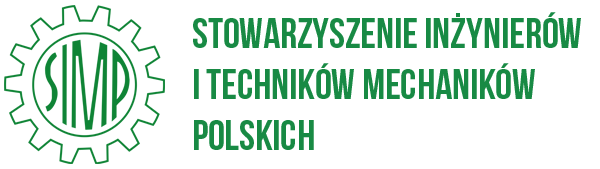 SIMP
STOWARZYSZENIE INŻYNIERÓW
I TECHNIKÓW MECHANIKÓW
POLSKICH